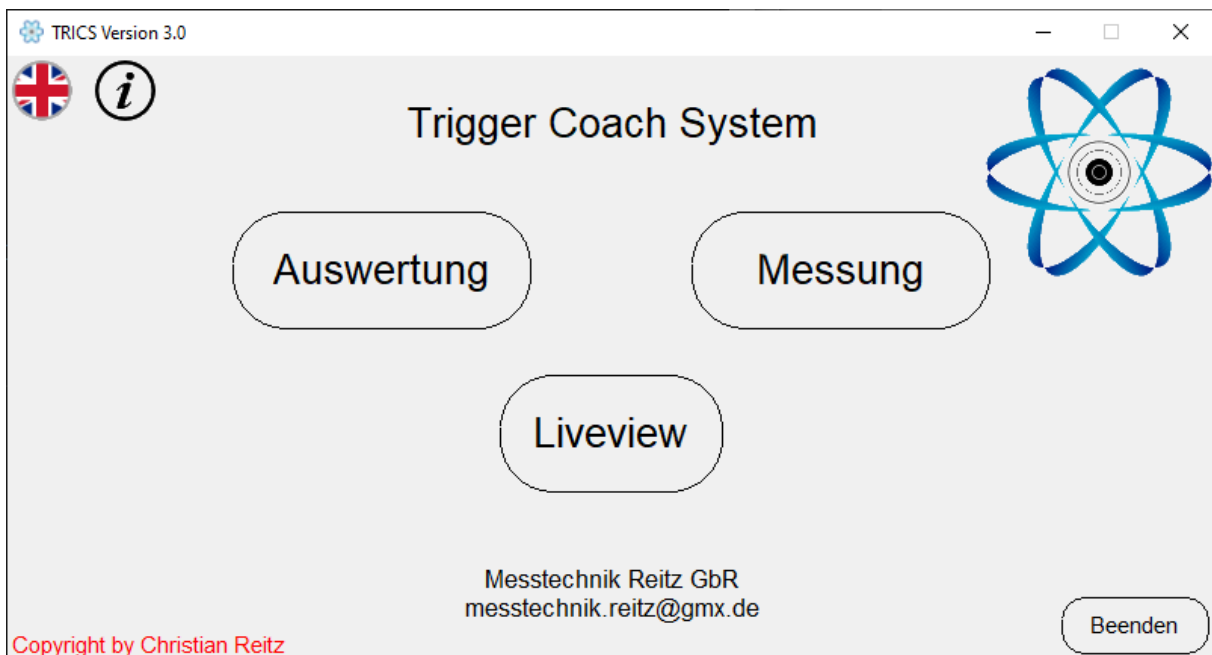 TRICS Version 3.0
i
Trigger Coach System
Auswertung
Messung
Liveview
Messtechnik Reitz GbR
messtechnik.reitz@gmx.de
Beenden
Copyright by Christian Reitz